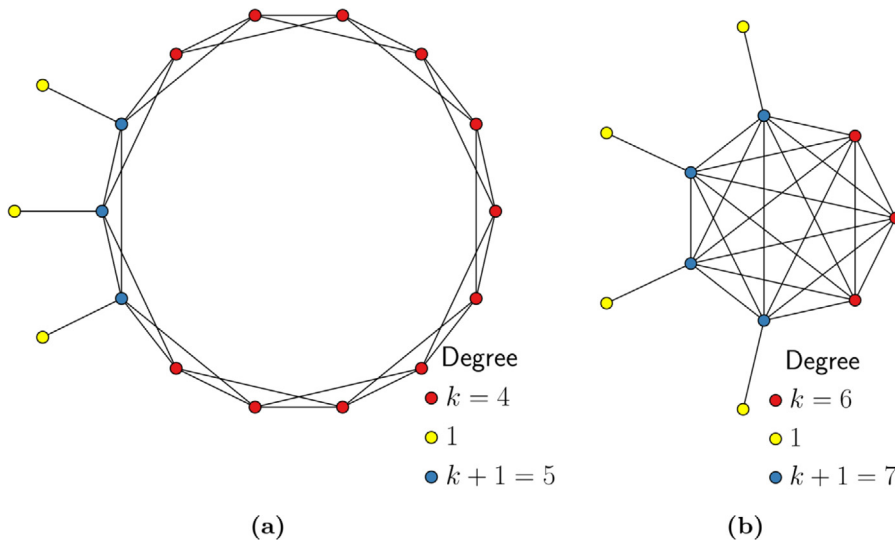 Degree
k = 4
1
k + 1 = 5
(a)
Degree
k = 6
1
k + 1 = 7
(b)